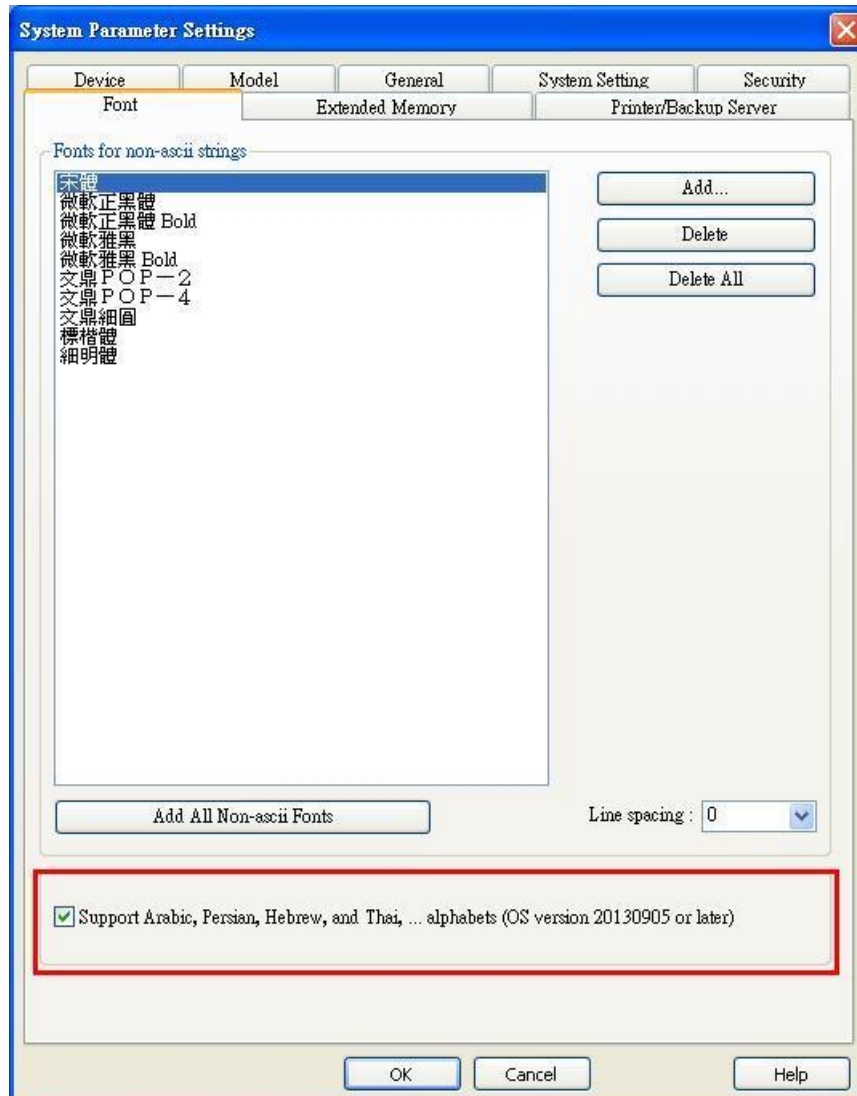 System Parameter Settings
Device Model General System Setting Security
Font Extended Memory Printer/Backup Server
Fonts for non-ascii strings
宋體
微軟正黑體
微軟正黑體 Bold
微軟雅黑
微軟雅黑 Bold
文鼎ＰＯＰ－２
文鼎ＰＯＰ－４
文鼎細圓
標楷體
細明體
Add...
Delete
Delete All
Add All Non-ascii Fonts
Line spacing : 0
Support Arabic, Persian, Hebrew, and Thai, ... alphabets (OS version 20130905 or later)
OK Cancel Help